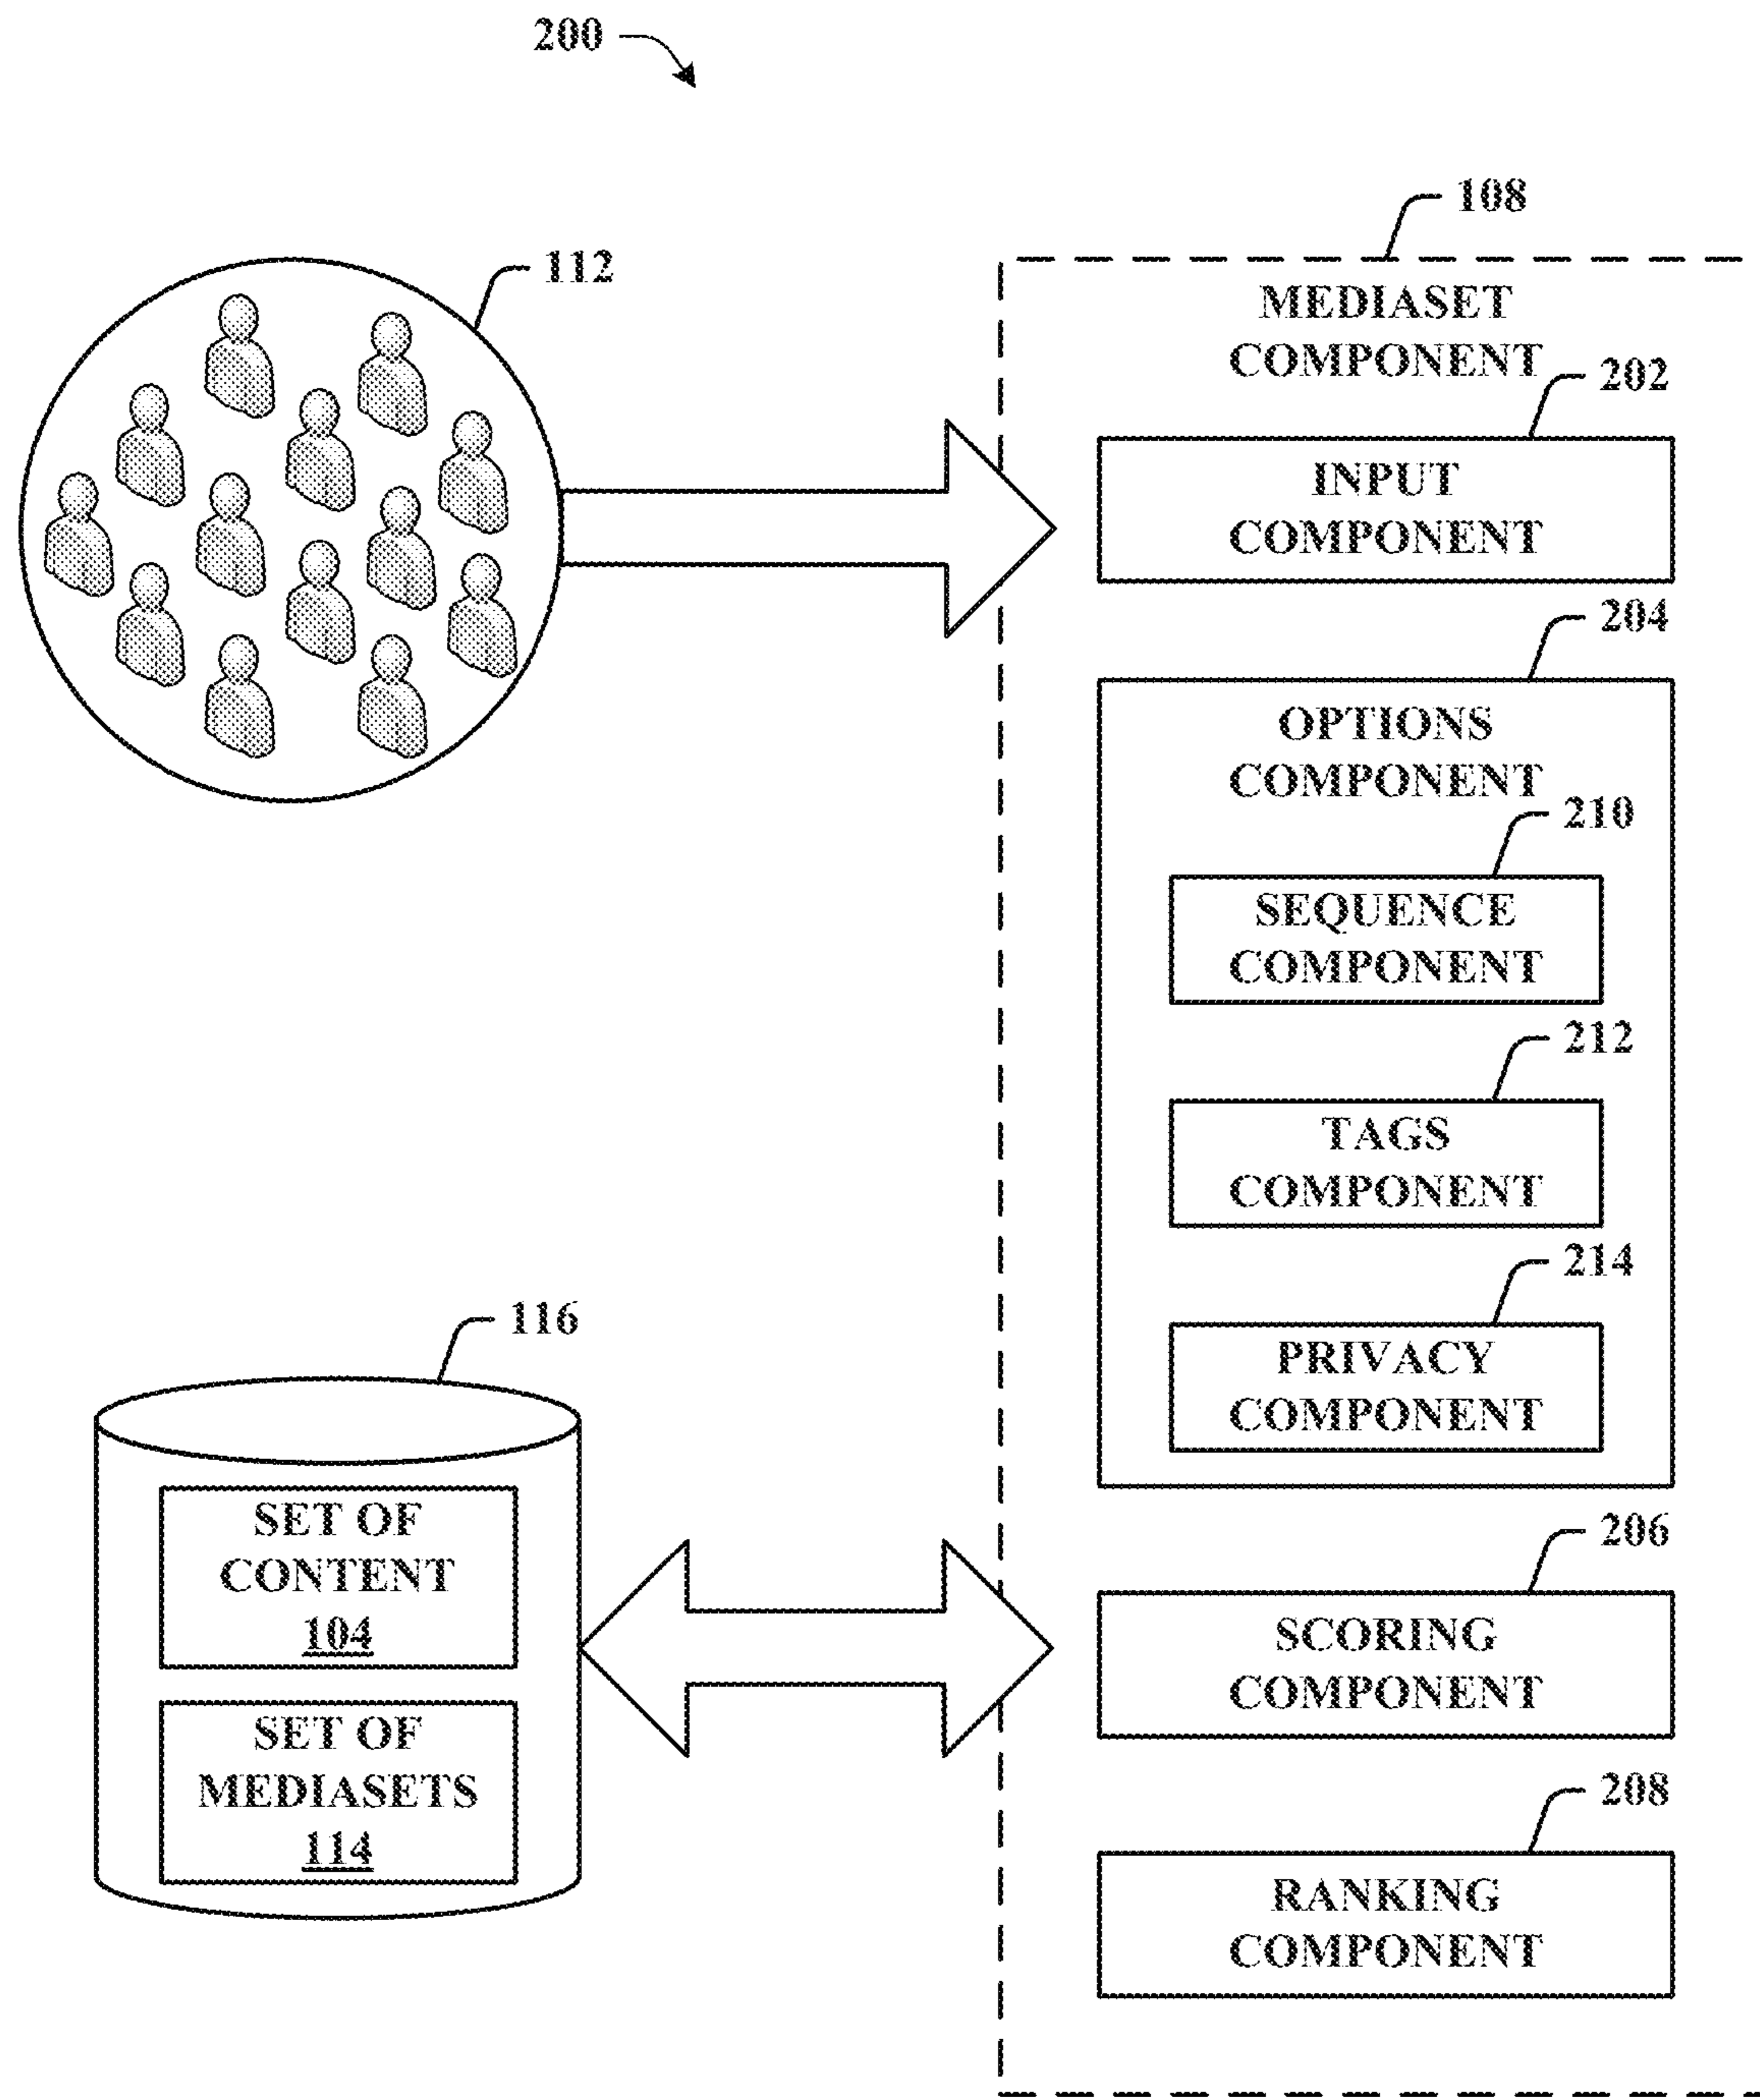 200
108
112
MEDIASET
COMPONENT
202
INPUT
COMPONENT
204
OPTIONS
COMPONENT
210
SEQUENCE
COMPONENT
212
TAGS
COMPONENT
214
PRIVACY
COMPONENT
116
SET OF
CONTENT
104
SET OF
MEDIASETS
114
206
SCORING
COMPONENT
208
RANKING
COMPONENT